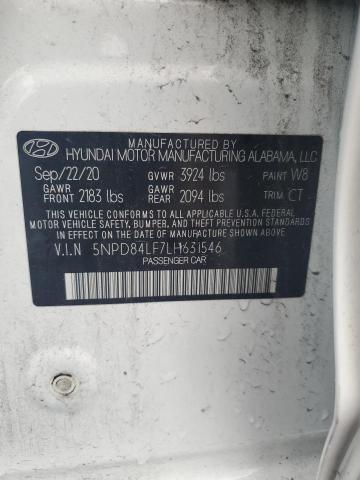 MANUFACTURED BY
HYUNDAI MOTOR MANUFACTURING ALABAMA, LLC
Sep/22/20 GVWR 3924 lbs PAINT W8
GAWR FRONT 2183 lbs GAWR REAR 2094 lbs TRIM CT
THIS VEHICLE CONFORMS TO ALL APPLICABLE U.S. FEDERAL
MOTOR VEHICLE SAFETY, BUMPER, AND THEFT PREVENTION
STANDARDS IN EFFECT ON THE DATE OF
MANUFACTURE SHOWN ABOVE.
V.I.N 5NPD84LF7LH631546
PASSENGER CAR